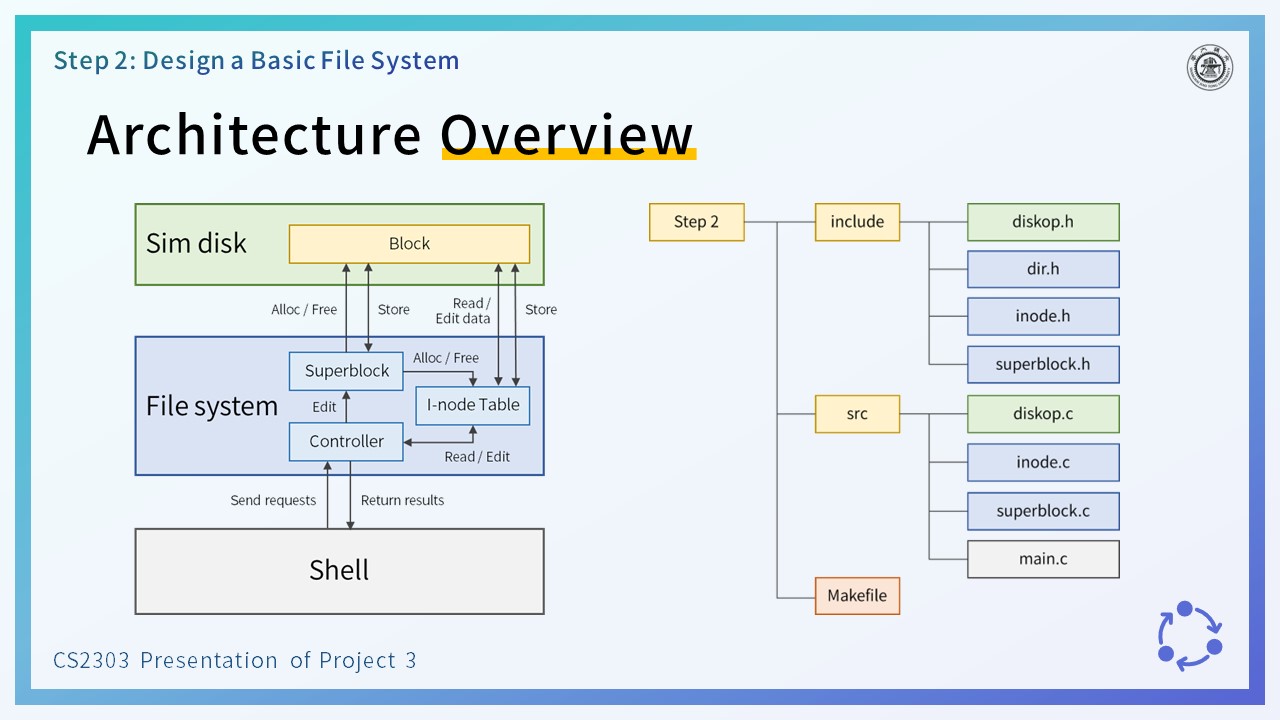 Step 2: Design a Basic File System
Architecture Overview
Sim disk
Block
Alloc / Free
Store
Read /
Edit data
Store
File system
Superblock
Alloc / Free
I-node Table
Edit
Controller
Read / Edit
Send requests
Return results
Shell
Step 2
include
diskop.h
dir.h
inode.h
superblock.h
src
diskop.c
inode.c
superblock.c
main.c
Makefile
CS2303 Presentation of Project 3